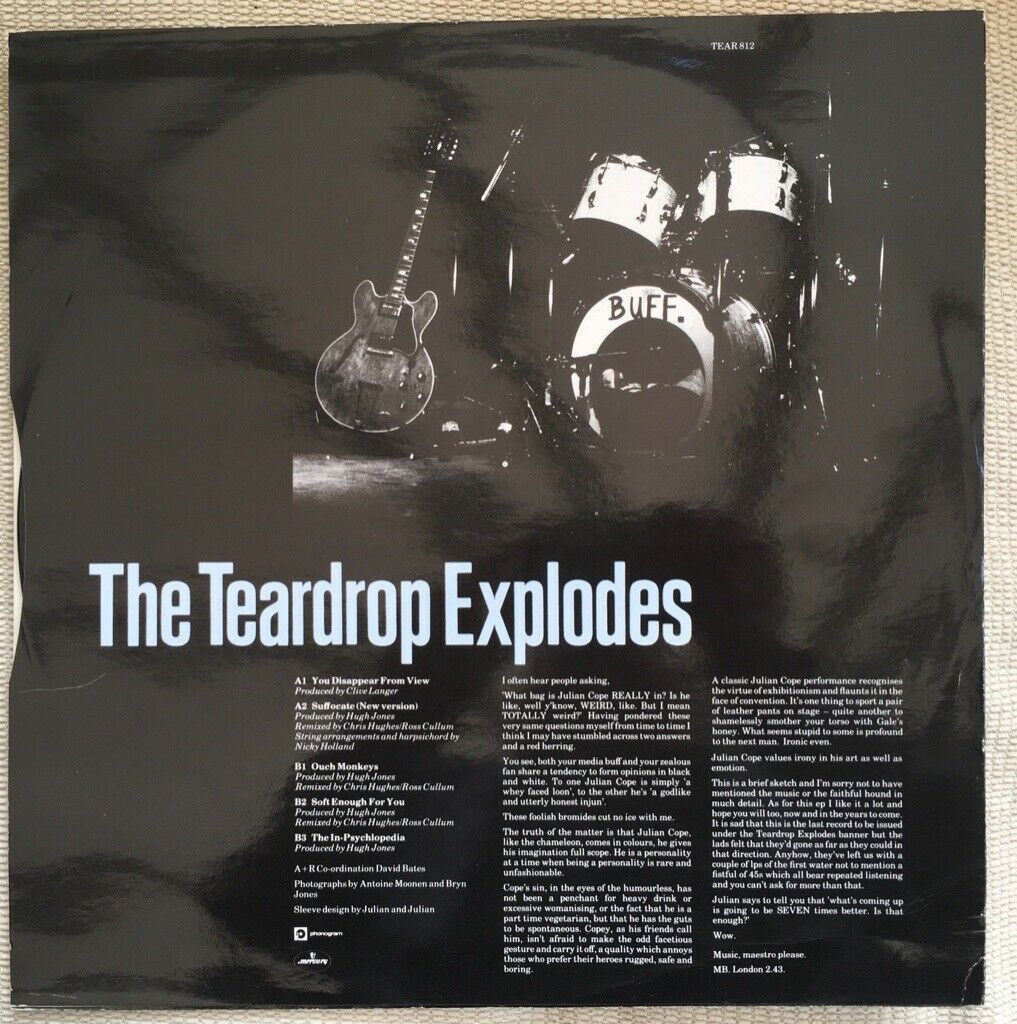 TEAR 812
BUFF.
The Teardrop Explodes
A1 You Disappear From View
Produced by Clive Langer
A2 Suffocate (New version)
Produced by Hugh Jones
Remixed by Chris Hughes/Ross Cullum
String arrangements and harpsichord by
Nicky Holland
B1 Ouch Monkeys
Produced by Hugh Jones
Remixed by Chris Hughes/Ross Cullum
B2 Soft Enough For You
Produced by Hugh Jones
Remixed by Chris Hughes/Ross Cullum
B3 The In-Psychlopedia
Produced by Hugh Jones
A + R Co-ordination David Bates
Photographs by Antoine Moonen and Bryn
Jones
Sleeve design by Julian and Julian
phonogram
mercury
I often hear people asking,
'What bag is Julian Cope REALLY in? Is he
like, well y'know, WEIRD, like. But I mean
TOTALLY weird?' Having pondered these
very same questions myself from time to time I
think I may have stumbled across two answers
and a red herring.
You see, both your media buff and your zealous
fan share a tendency to form opinions in black
and white. To one Julian Cope is simply 'a
whey faced loon', to the other he's 'a godlike
and utterly honest injun'.
These foolish bromides cut no ice with me.
The truth of the matter is that Julian Cope,
like the chameleon, comes in colours, he gives
his imagination full scope. He is a personality
at a time when being a personality is rare and
unfashionable.
Cope's sin, in the eyes of the humourless, has
not been a penchant for heavy drink or
excessive womanising, or the fact that he is a
part time vegetarian, but that he has the guts
to be spontaneous. Copey, as his friends call
him, isn't afraid to make the odd facetious
gesture and carry it off, a quality which annoys
those who prefer their heroes rugged, safe and
boring.
A classic Julian Cope performance recognises
the virtue of exhibitionism and flaunts it in the
face of convention. It's one thing to sport a pair
of leather pants on stage – quite another to
shamelessly smother your torso with Gale's
honey. What seems stupid to some is profound
to the next man. Ironic even.
Julian Cope values irony in his art as well as
emotion.
This is a brief sketch and I'm sorry not to have
mentioned the music or the faithful hound in
much detail. As for this ep I like it a lot and
hope you will too, now and in the years to come.
It is sad that this is the last record to be issued
under the Teardrop Explodes banner but the
lads felt that they'd gone as far as they could in
that direction. Anyhow, they've left us with a
couple of lps of the first water not to mention a
fistful of 45s which all bear repeated listening
and you can't ask for more than that.
Julian says to tell you that 'what's coming up
is going to be SEVEN times better. Is that
enough?'
Wow.
Music, maestro please.
MB. London 2.43.